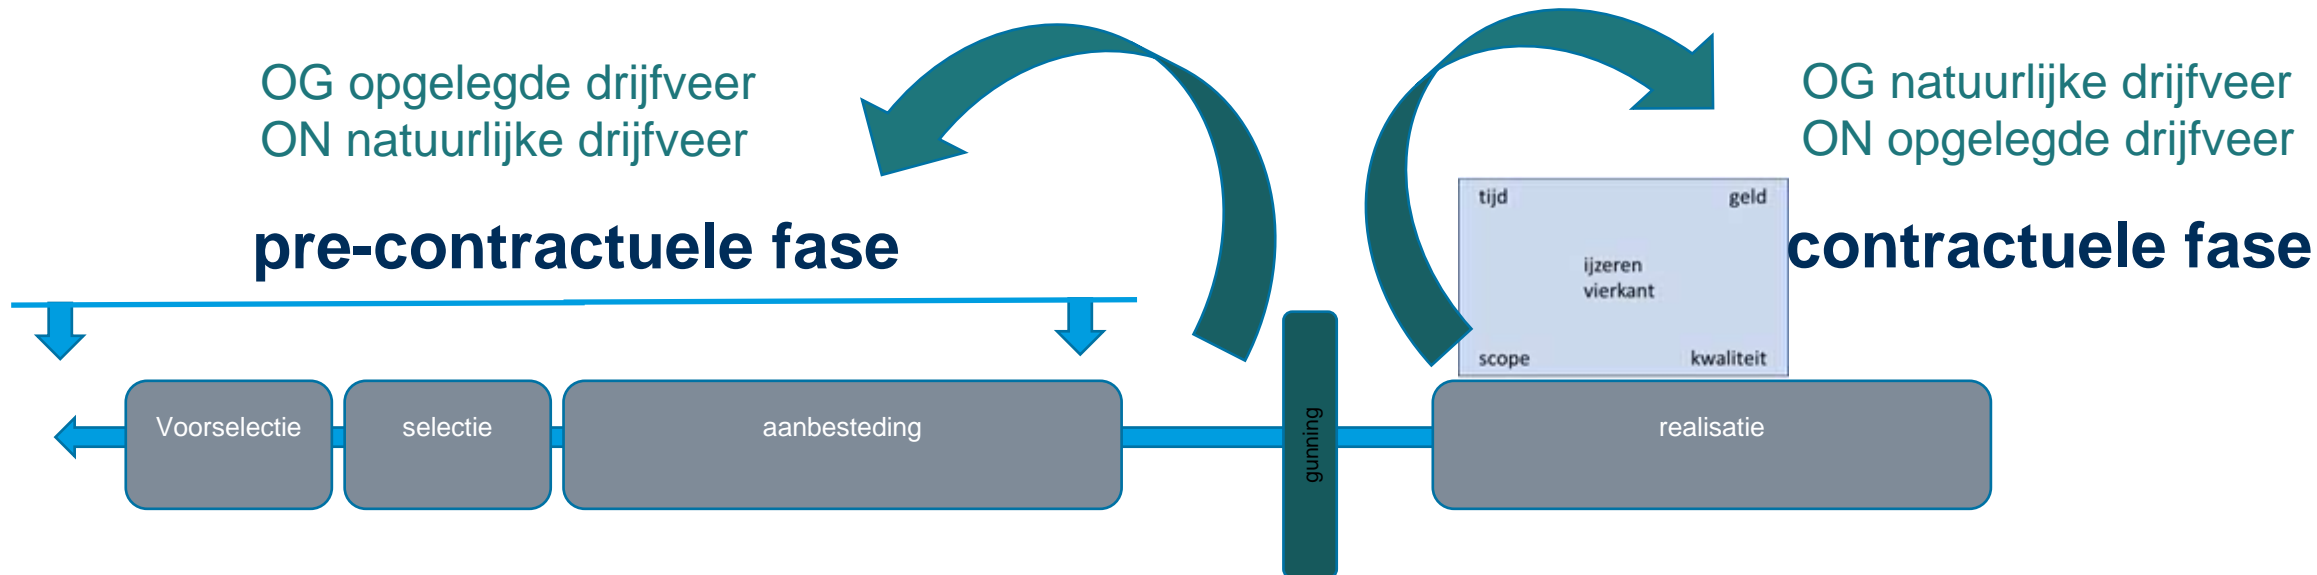 OG opgelegde drijfveer
ON natuurlijke drijfveer
OG natuurlijke drijfveer
ON opgelegde drijfveer
pre-contractuele fase
tijd
geld
ijzeren
vierkant
scope
kwaliteit
contractuele fase
Voorselectie
selectie
aanbesteding
gunning
realisatie